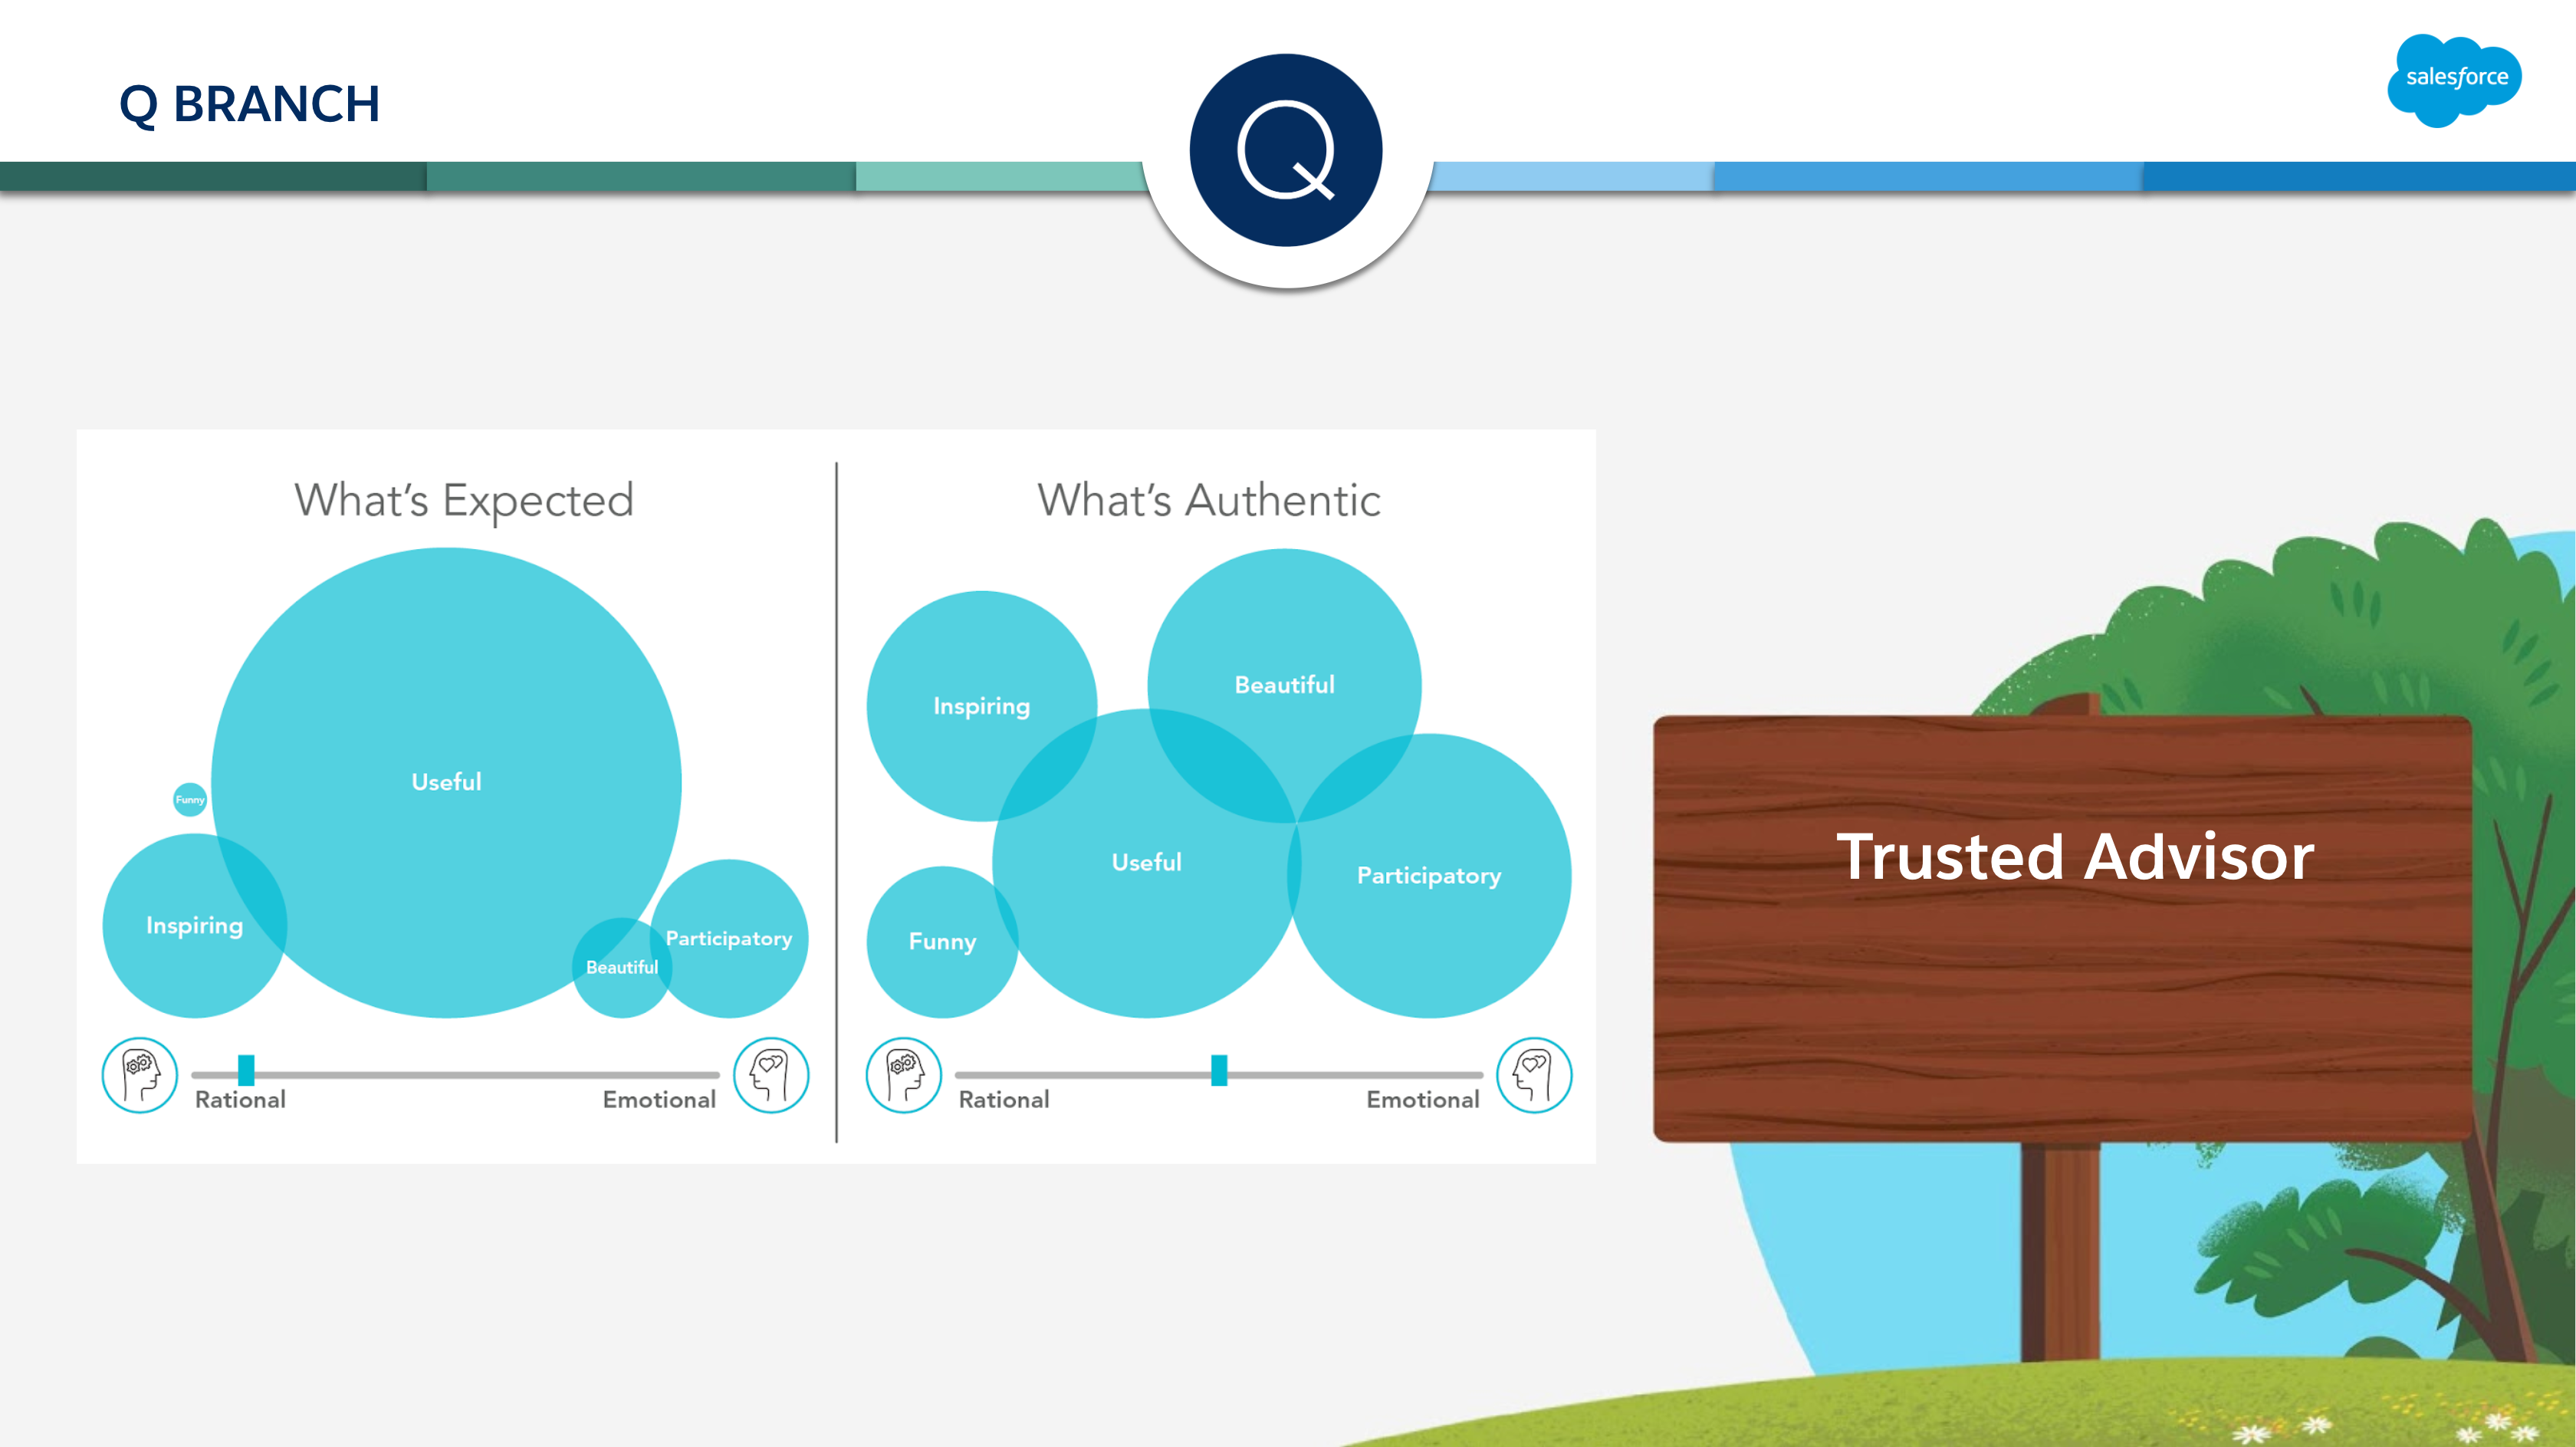 Q BRANCH
Q
salesforce
What's Expected
Useful
Funny
Inspiring
Beautiful
Participatory
Rational
Emotional
What's Authentic
Inspiring
Beautiful
Useful
Participatory
Funny
Rational
Emotional
Trusted Advisor